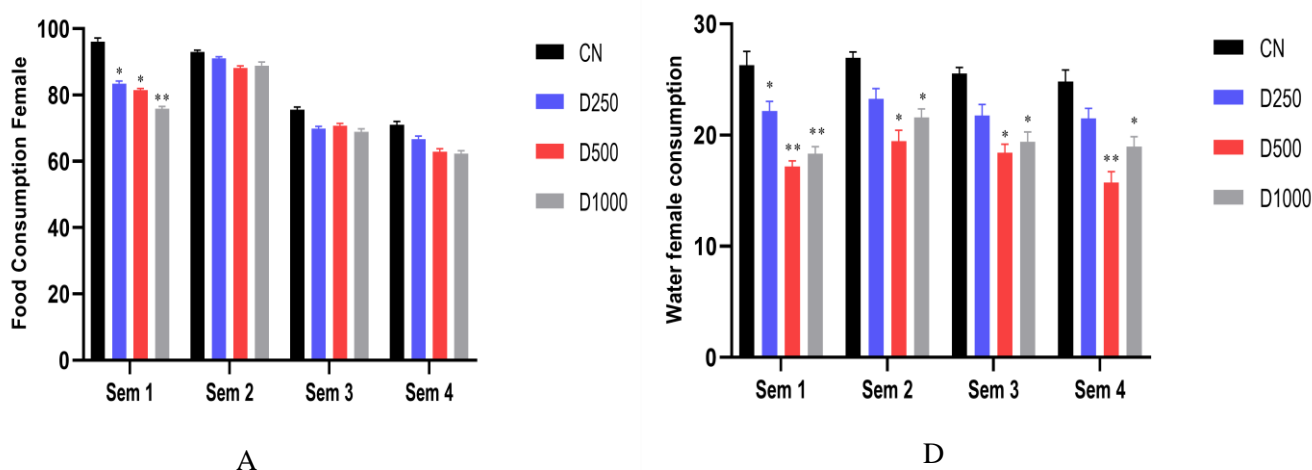 Food Consumption Female
100
80
60
40
20
0
* * **
Sem 1 Sem 2 Sem 3 Sem 4
CN
D250
D500
D1000
A
Water female consumption
30
20
10
0
* ** ** * * * * ** *
Sem 1 Sem 2 Sem 3 Sem 4
CN
D250
D500
D1000
D